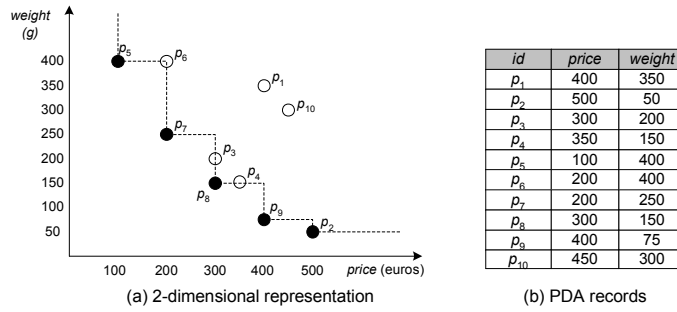 weight
(g)
400
350
300
250
200
150
100
50
p5
p6
p1
p10
p7
p3
p4
p8
p9
p2
100 200 300 400 500 price (euros)
(a) 2-dimensional representation
id price weight
p1 400 350
p2 500 50
p3 300 200
p4 350 150
p5 100 400
p6 200 400
p7 200 250
p8 300 150
p9 400 75
p10 450 300
(b) PDA records